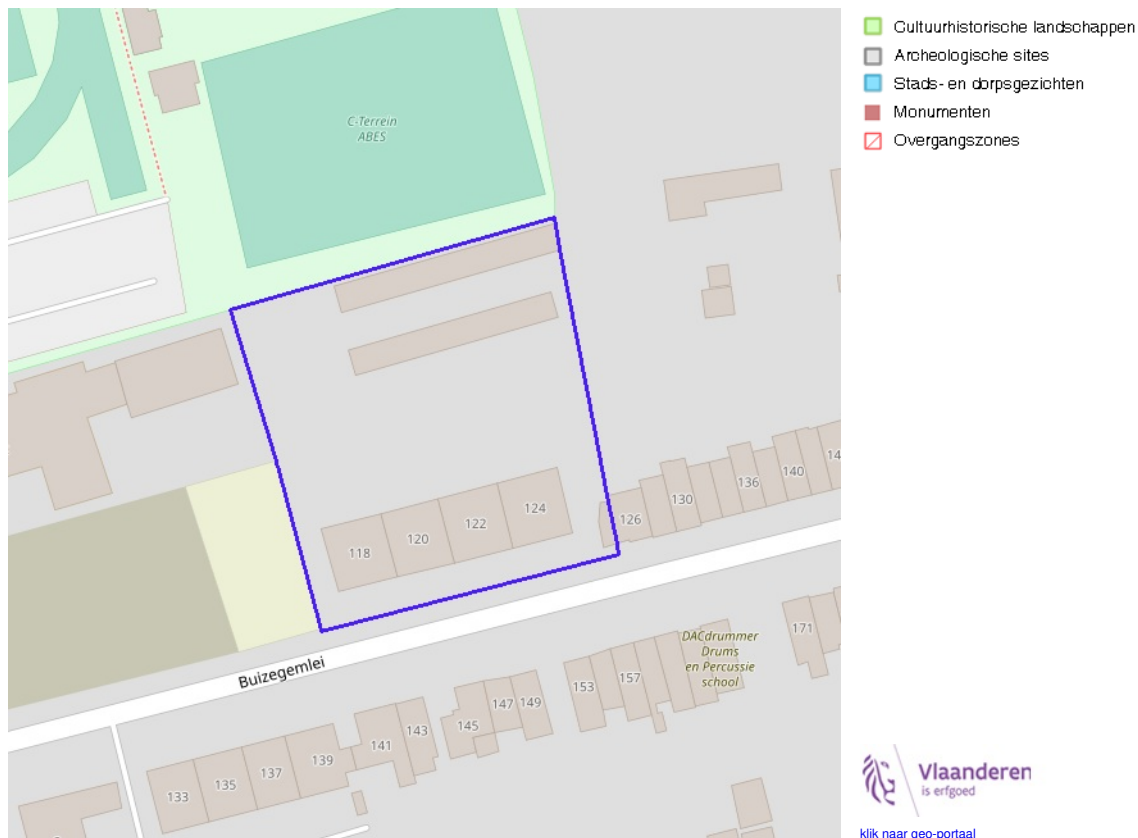 Cultuurhistorische landschappen
Archeologische sites
Stads- en dorpsgezichten
Monumenten
Overgangszones
C-Terrein
ABES
118
120
122
124
126
130
136
140
Buizegemlei
DACdrummer
Drums
en Percussie
school
171
153
157
147
149
145
143
141
139
137
135
133
Vlaanderen
is erfgoed
klik naar geo-portaal